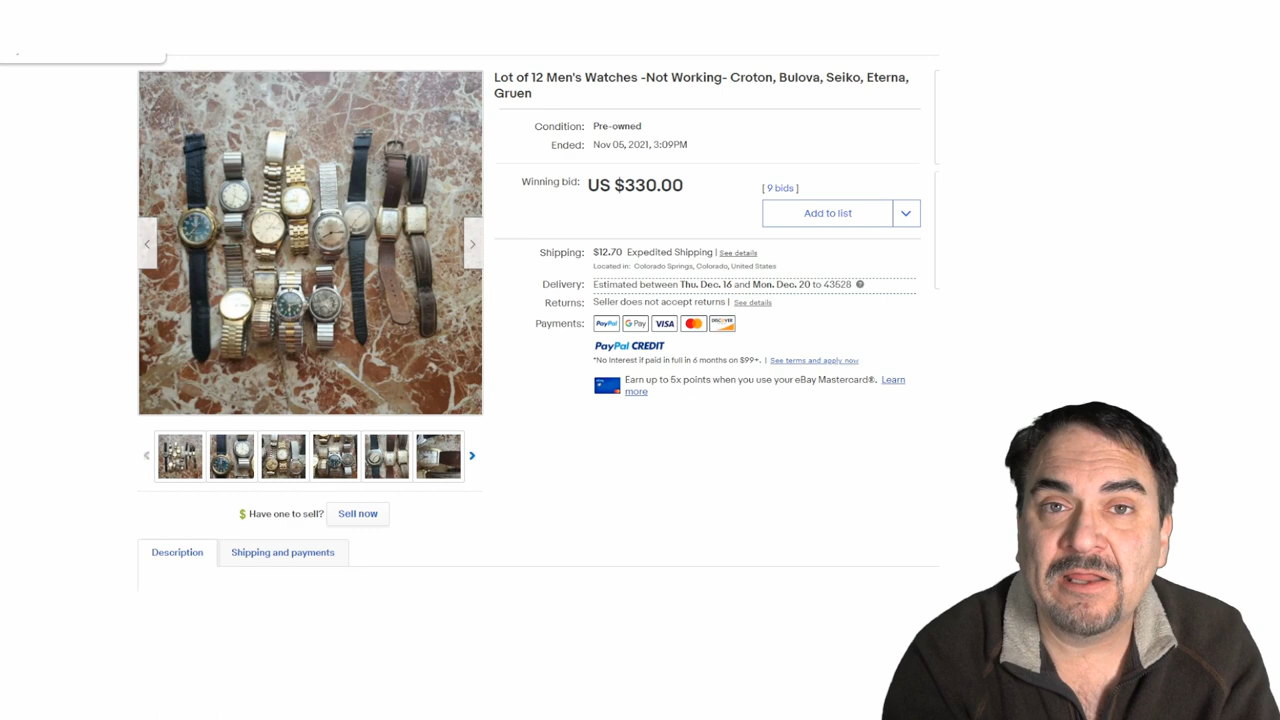 Lot of 12 Men's Watches -Not Working- Croton, Bulova, Seiko, Eterna,
Gruen
Condition: Pre-owned
Ended: Nov 05, 2021, 3:09PM
Winning bid: US $330.00 [ 9 bids ]
Add to list
Shipping: $12.70 Expedited Shipping | See details
Located in: Colorado Springs, Colorado, United States
Delivery: Estimated between Thu. Dec. 16 and Mon. Dec. 20 to 43528
Returns: Seller does not accept returns | See details
Payments: PayPal G Pay VISA MasterCard DISCOVER
PayPal CREDIT
*No Interest if paid in full in 6 months on $99+. | See terms and apply now
Earn up to 5x points when you use your eBay Mastercard®. Learn
more
$ Have one to sell? Sell now
Description Shipping and payments